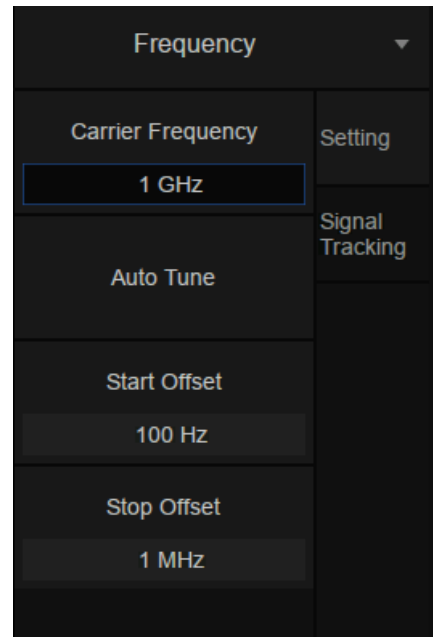 Frequency
Carrier Frequency
1 GHz
Setting
Auto Tune
Signal
Tracking
Start Offset
100 Hz
Stop Offset
1 MHz